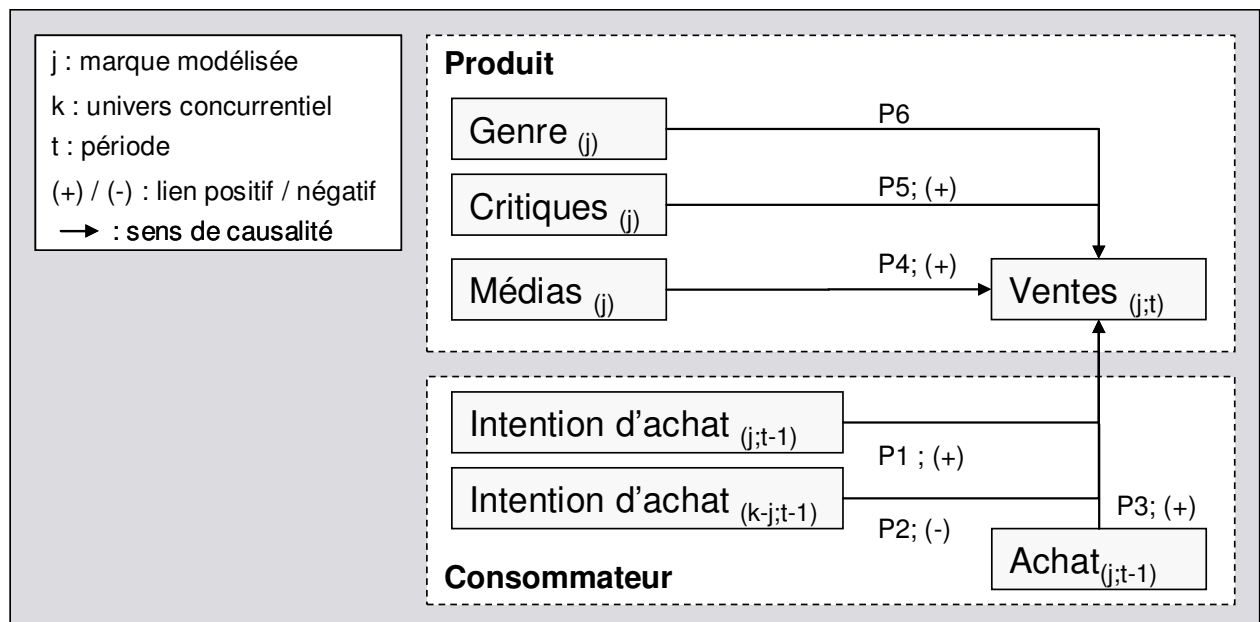 j : marque modélisée
k : univers concurrentiel
t : période
(+) / (-) : lien positif / négatif
: sens de causalité
Produit
Genre (j)
P6
Critiques (j)
P5; (+)
Médias (j)
P4; (+)
Ventes (j;t)
Intention d'achat (j;t-1)
P1 ; (+)
Intention d'achat (k-j;t-1)
P2; (-)
P3; (+)
Achat(j;t-1)
Consommateur